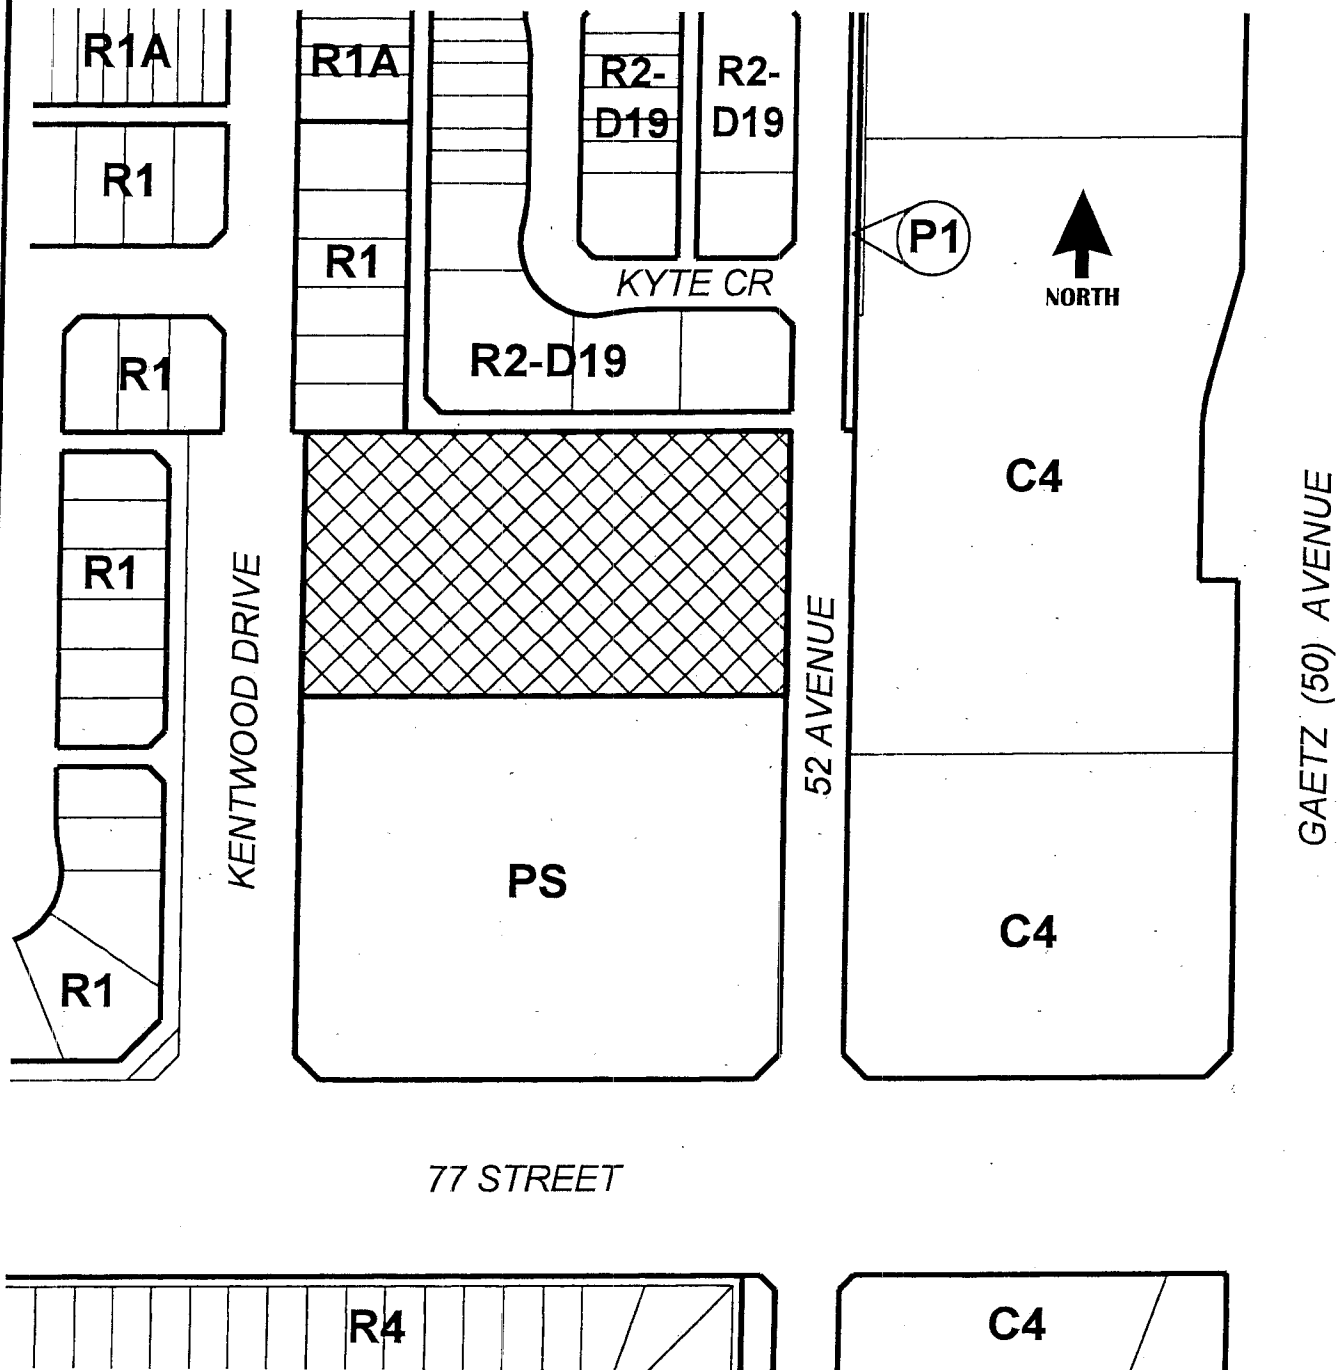 R1A
R1A
R2-
D19
R2-
D19
R1
R1
P1
NORTH
KYTE CR
R1
R2-D19
C4
R1
KENTWOOD DRIVE
52 AVENUE
GAETZ (50) AVENUE
PS
C4
R1
77 STREET
R4
C4